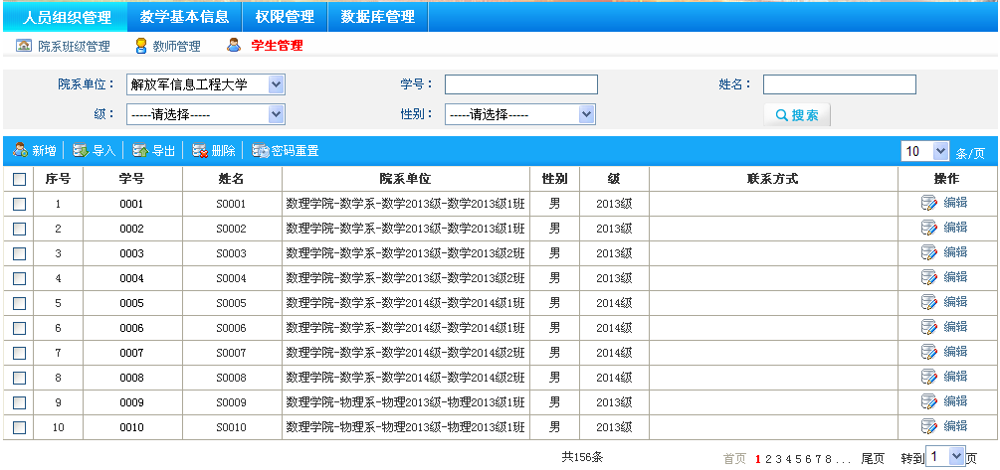 人员组织管理 教学基本信息 权限管理 数据库管理
院系班级管理 教师管理 学生管理
院系单位： 解放军信息工程大学 学号： 姓名：
级： -----请选择----- 性别： -----请选择----- 搜索
新增 导入 导出 删除 密码重置 10 条/页
序号 学号 姓名 院系单位 性别 级 联系方式 操作
1 0001 S0001 数理学院-数学系-数学2013级-数学2013级1班 男 2013级 编辑
2 0002 S0002 数理学院-数学系-数学2013级-数学2013级1班 男 2013级 编辑
3 0003 S0003 数理学院-数学系-数学2013级-数学2013级2班 男 2013级 编辑
4 0004 S0004 数理学院-数学系-数学2013级-数学2013级2班 男 2013级 编辑
5 0005 S0005 数理学院-数学系-数学2014级-数学2014级1班 男 2014级 编辑
6 0006 S0006 数理学院-数学系-数学2014级-数学2014级1班 男 2014级 编辑
7 0007 S0007 数理学院-数学系-数学2014级-数学2014级2班 男 2014级 编辑
8 0008 S0008 数理学院-数学系-数学2014级-数学2014级2班 男 2014级 编辑
9 0009 S0009 数理学院-物理系-物理2013级-物理2013级1班 男 2013级 编辑
10 0010 S0010 数理学院-物理系-物理2013级-物理2013级1班 男 2013级 编辑
共156条 首页 1 2 3 4 5 6 7 8 ... 尾页 转到 1 页